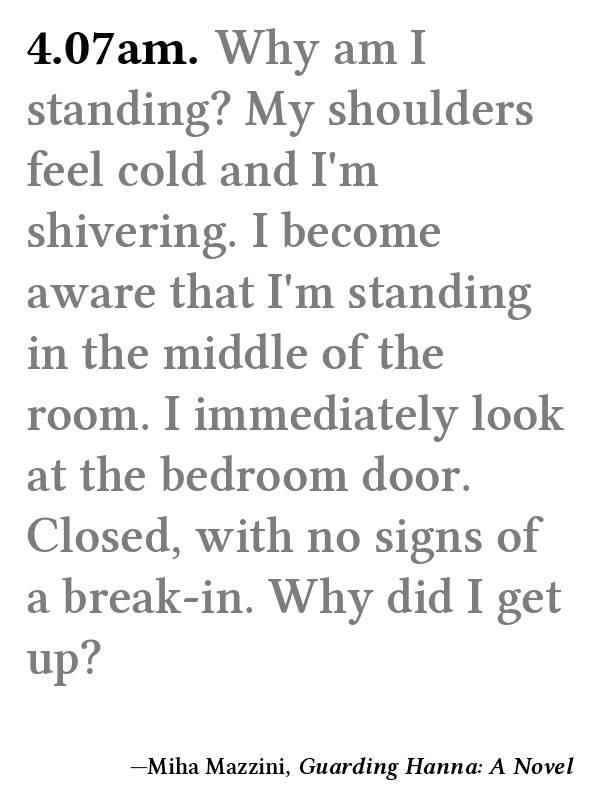 4.07am. Why am I
standing? My shoulders
feel cold and I'm
shivering. I become
aware that I'm standing
in the middle of the
room. I immediately look
at the bedroom door.
Closed, with no signs of
a break-in. Why did I get
up?
—Miha Mazzini, Guarding Hanna: A Novel